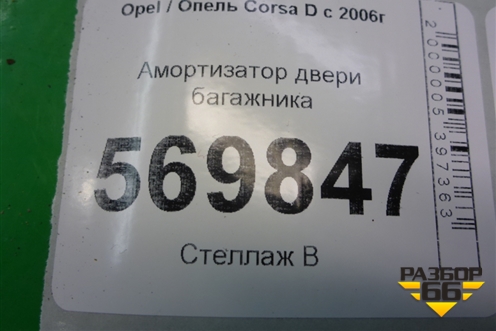 Opel / Опель Corsa D с 2006г
Амортизатор двери
багажника
569847
Стеллаж В
2000005397363
РАЗБОР
66